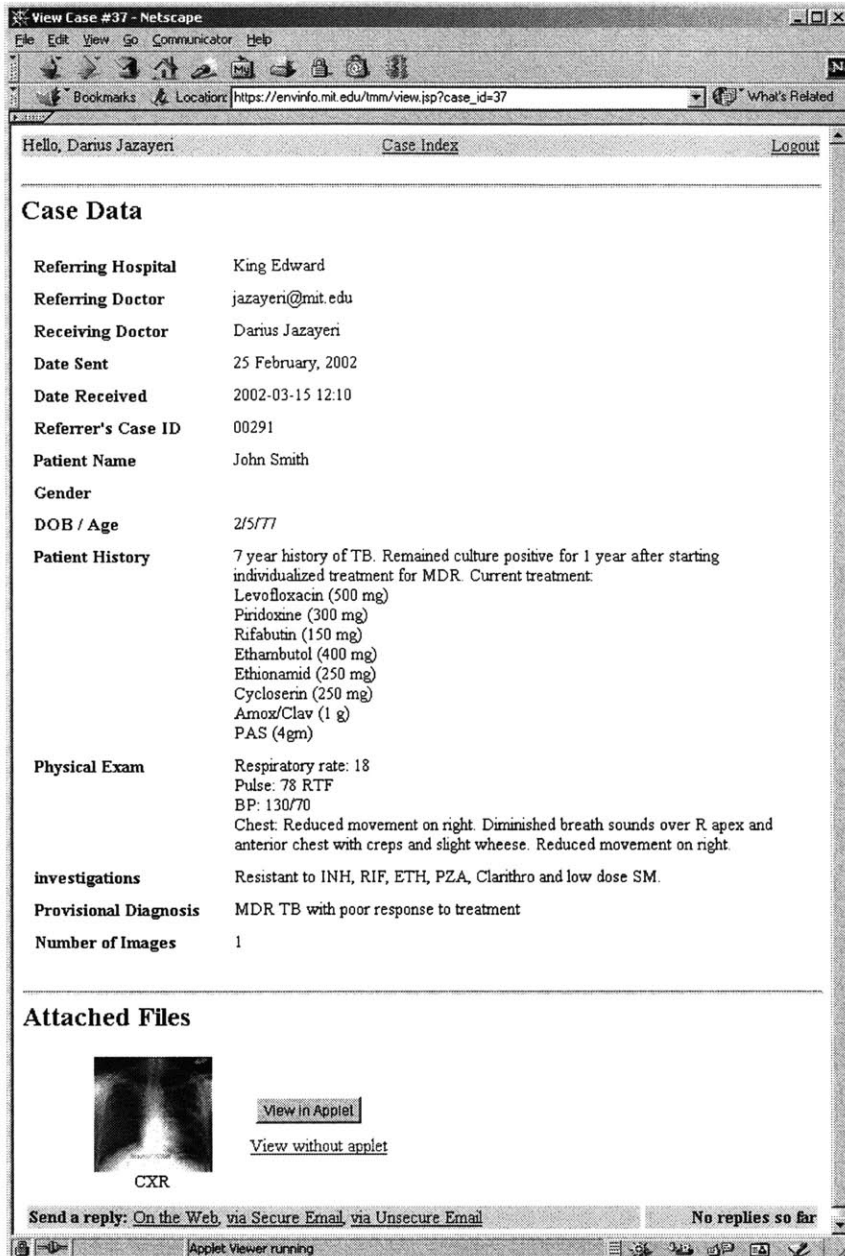 View Case #37 - Netscape
File Edit View Go Communicator Help
My
N
Bookmarks Location: https://envinfo.mit.edu/tmm/view.jsp?case_id=37 What's Related
Hello, Darius Jazayeri Case Index Logout
Case Data
Referring Hospital King Edward
Referring Doctor jazayeri@mit.edu
Receiving Doctor Darius Jazayeri
Date Sent 25 February, 2002
Date Received 2002-03-15 12:10
Referrer's Case ID 00291
Patient Name John Smith
Gender
DOB / Age 2/5/77
Patient History 7 year history of TB. Remained culture positive for 1 year after starting
individualized treatment for MDR. Current treatment:
Levofloxacin (500 mg)
Piridoxine (300 mg)
Rifabutin (150 mg)
Ethambutol (400 mg)
Ethionamid (250 mg)
Cycloserin (250 mg)
Amox/Clav (1 g)
PAS (4gm)
Physical Exam Respiratory rate: 18
Pulse: 78 RTF
BP: 130/70
Chest: Reduced movement on right. Diminished breath sounds over R apex and
anterior chest with creps and slight wheese. Reduced movement on right.
investigations Resistant to INH, RIF, ETH, PZA, Clarithro and low dose SM.
Provisional Diagnosis MDR TB with poor response to treatment
Number of Images 1
Attached Files
View in Applet
View without applet
CXR
Send a reply: On the Web, via Secure Email, via Unsecure Email No replies so far
Applet Viewer running